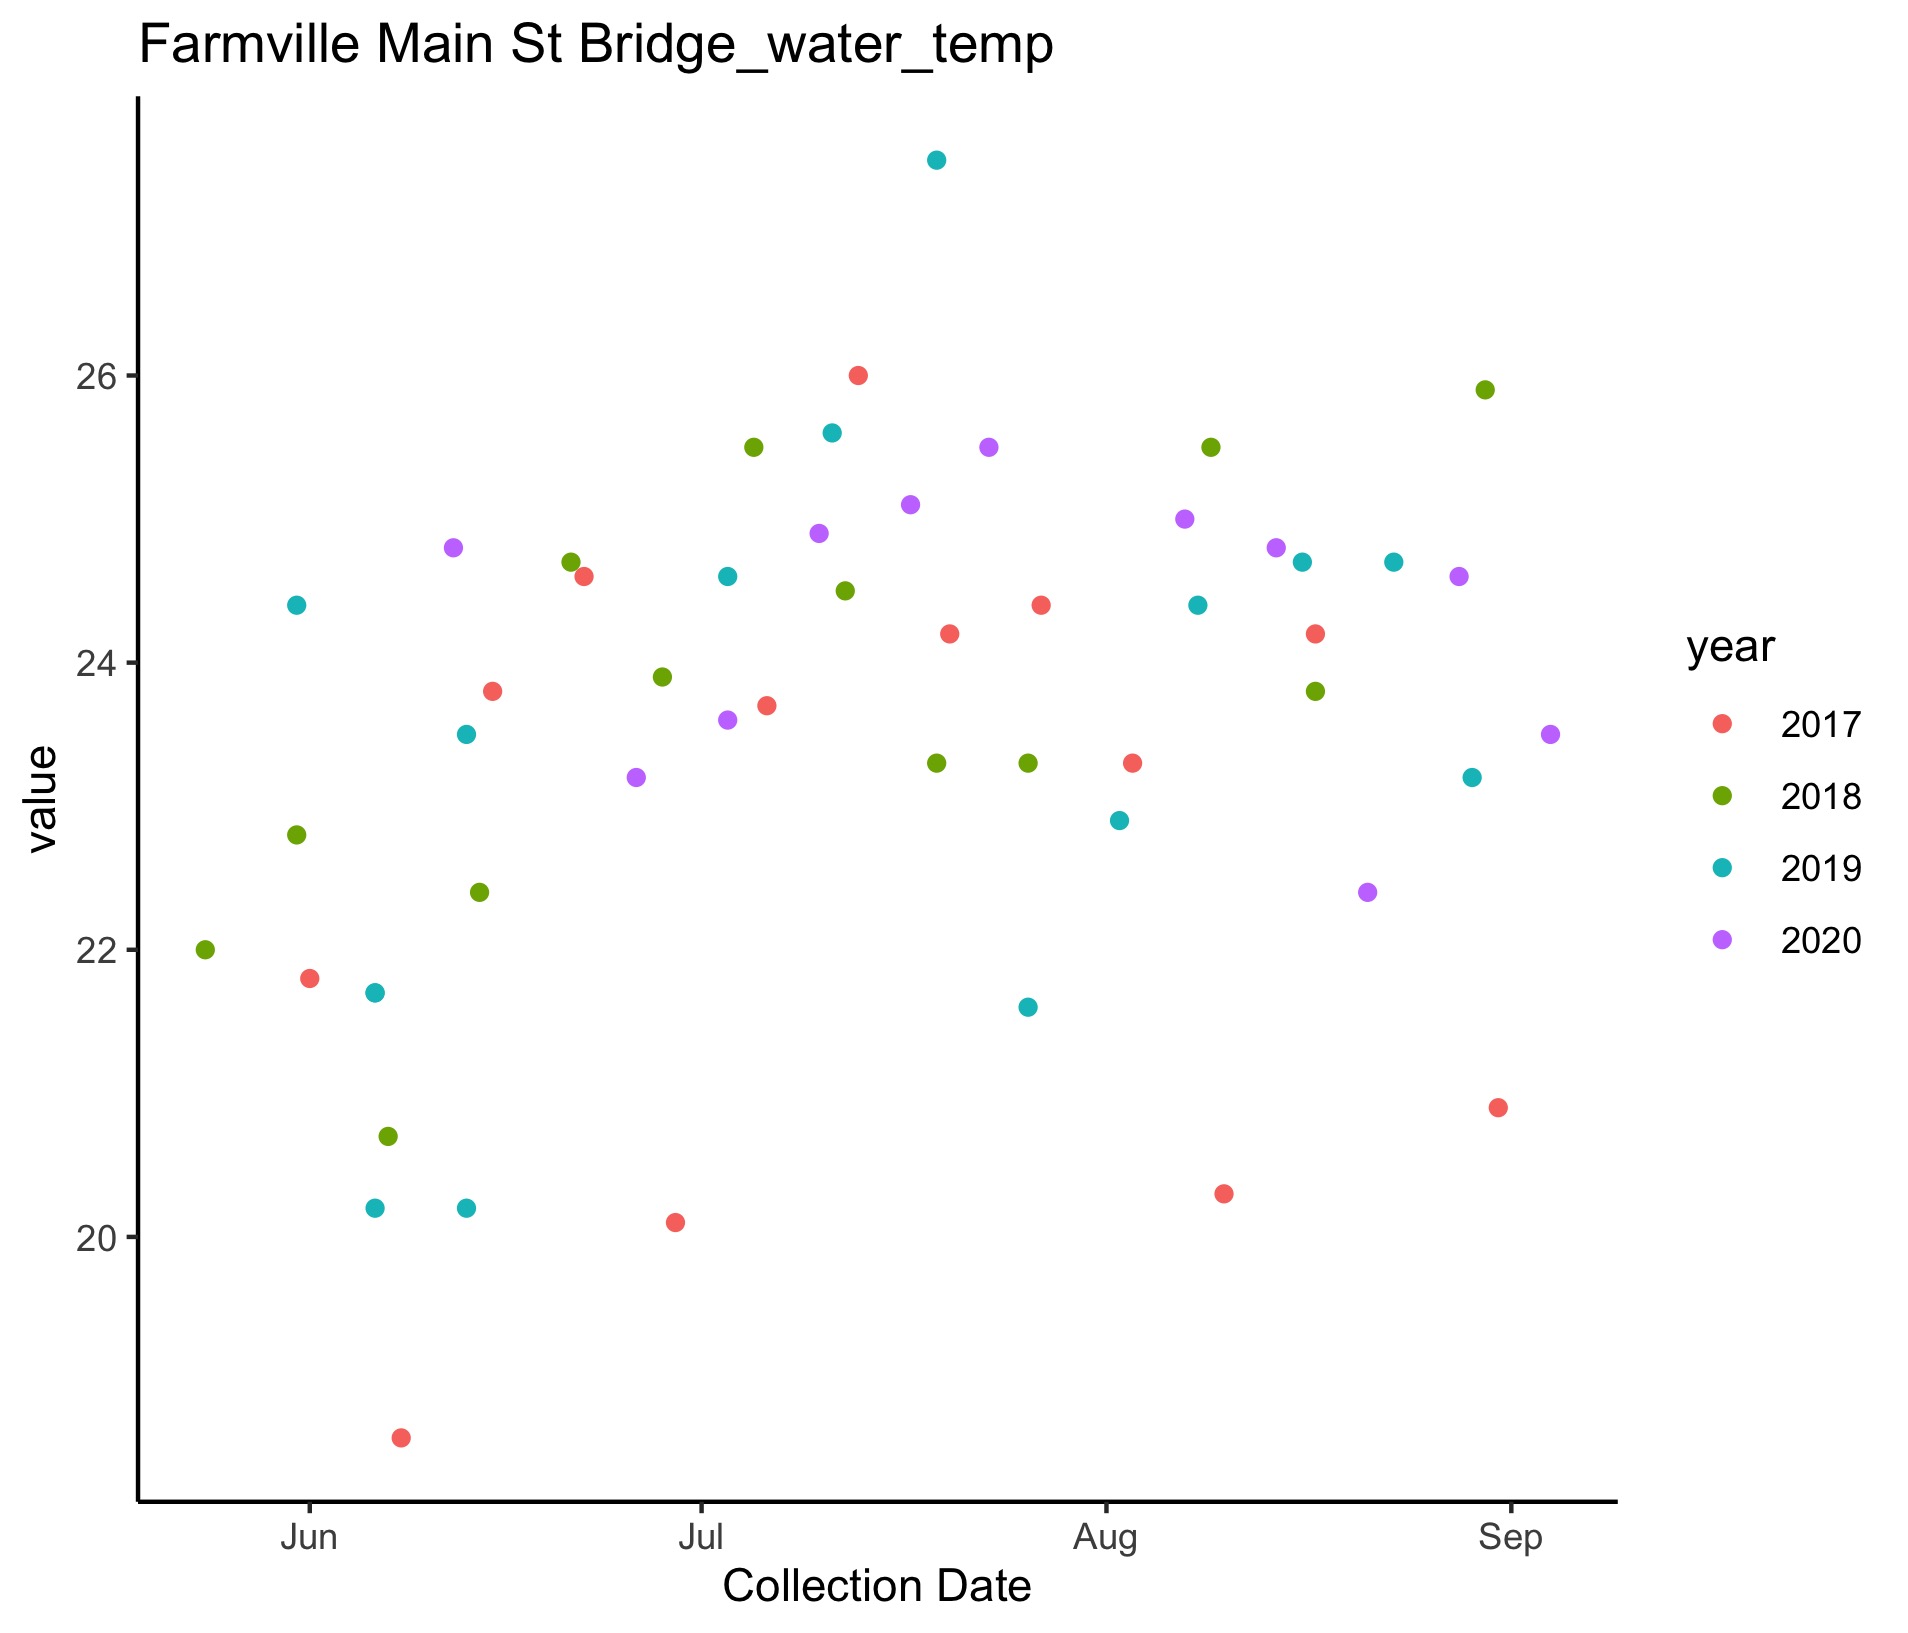 Farmville Main St Bridge_water_temp
value
26
24
22
20
Jun
Jul
Aug
Sep
Collection Date
year
2017
2018
2019
2020